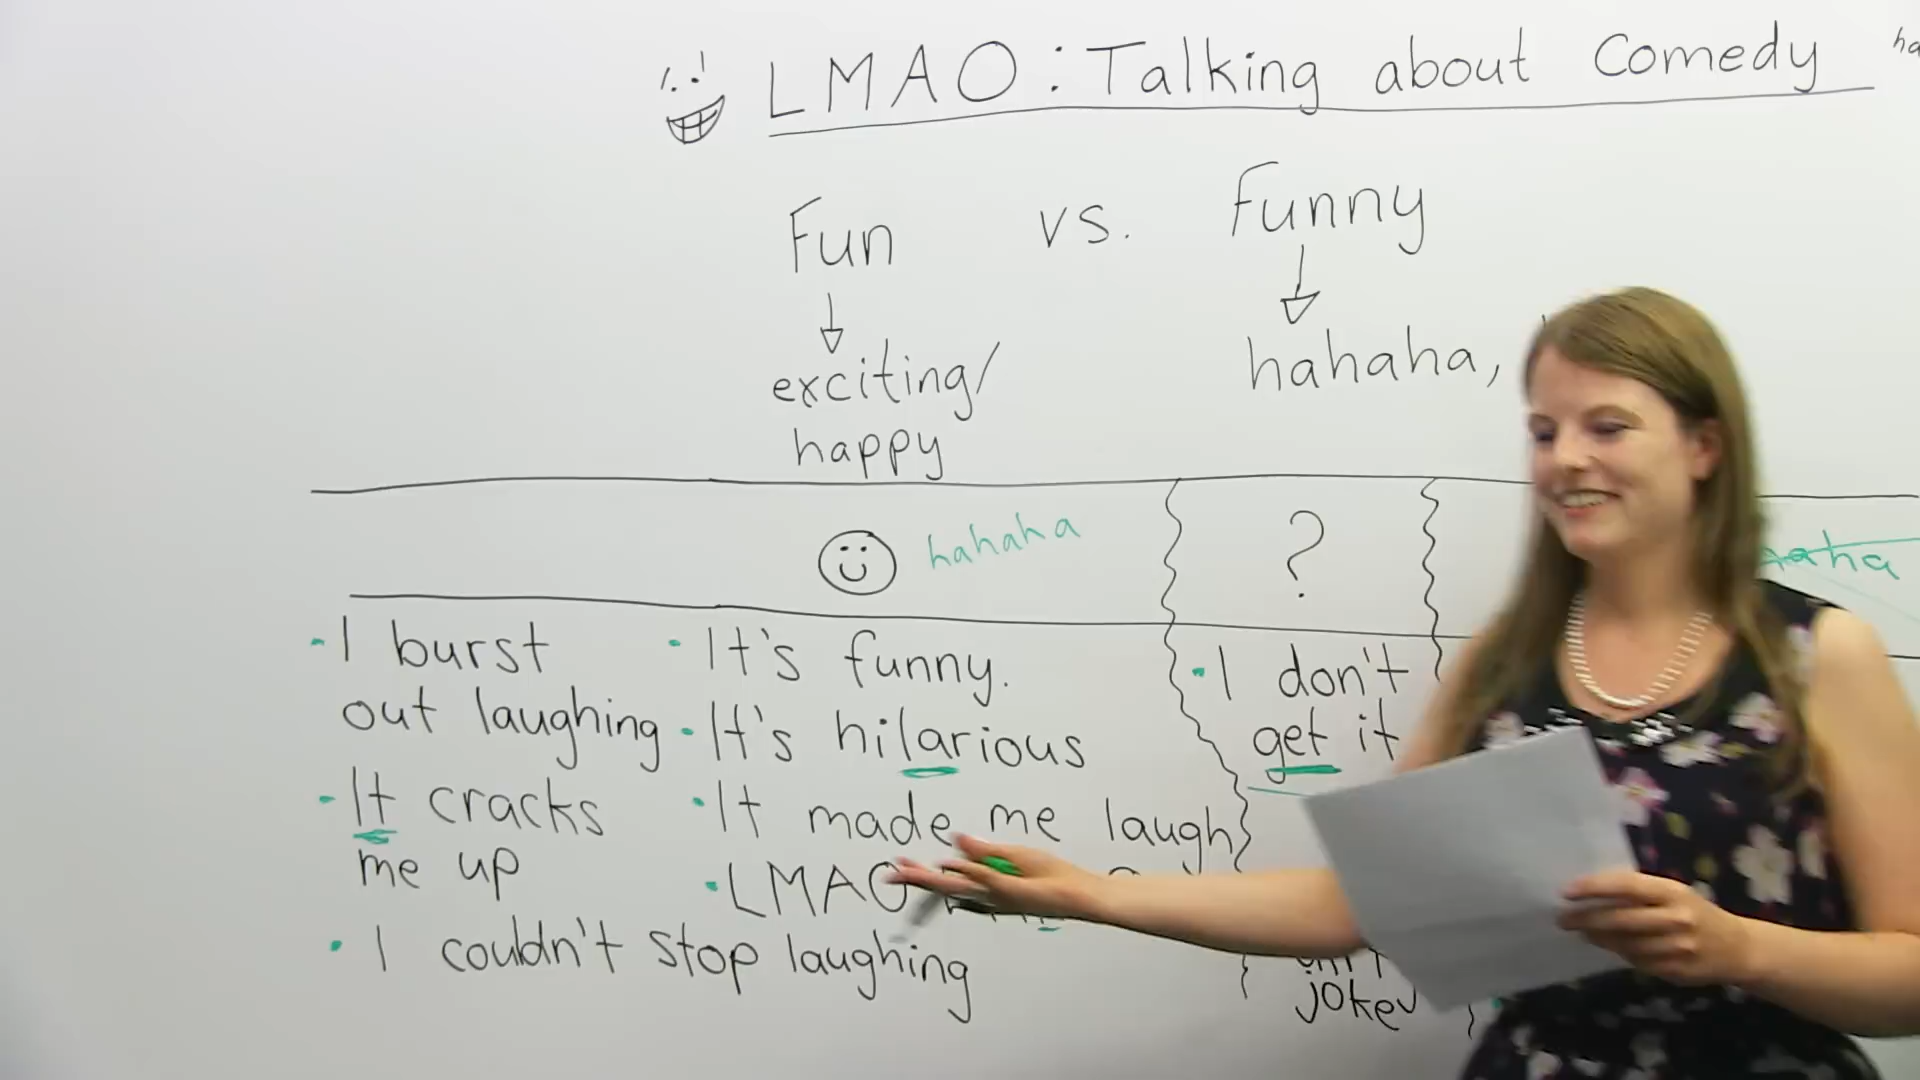 LMAO : Talking about Comedy
Fun vs. Funny
exciting/
happy
hahaha,
hahaha
?
• I burst
out laughing
• It cracks
me up
• I couldn't stop laughing
• It's funny.
• It's hilarious
• It made me laugh
• LMAO
• I don't
get it
joke